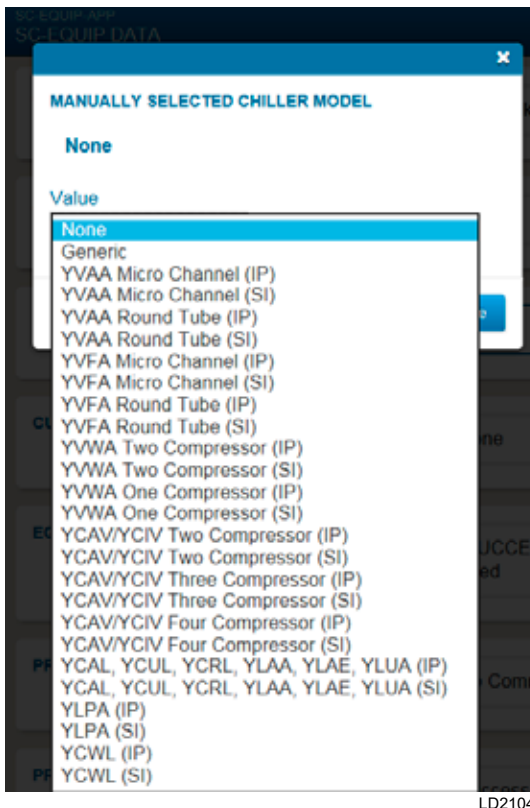 SC-EQUIP APP
SC-EQUIP DATA
MANUALLY SELECTED CHILLER MODEL
None
Value
None
Generic
YVAA Micro Channel (IP)
YVAA Micro Channel (SI)
YVAA Round Tube (IP)
YVAA Round Tube (SI)
YVFA Micro Channel (IP)
YVFA Micro Channel (SI)
YVFA Round Tube (IP)
YVFA Round Tube (SI)
YVWA Two Compressor (IP)
YVWA Two Compressor (SI)
YVWA One Compressor (IP)
YVWA One Compressor (SI)
YCAV/YCIV Two Compressor (IP)
YCAV/YCIV Two Compressor (SI)
YCAV/YCIV Three Compressor (IP)
YCAV/YCIV Three Compressor (SI)
YCAV/YCIV Four Compressor (IP)
YCAV/YCIV Four Compressor (SI)
YCAL, YCUL, YCRL, YLAA, YLAE, YLUA (IP)
YCAL, YCUL, YCRL, YLAA, YLAE, YLUA (SI)
YLPA (IP)
YLPA (SI)
YCWL (IP)
YCWL (SI)
LD2104